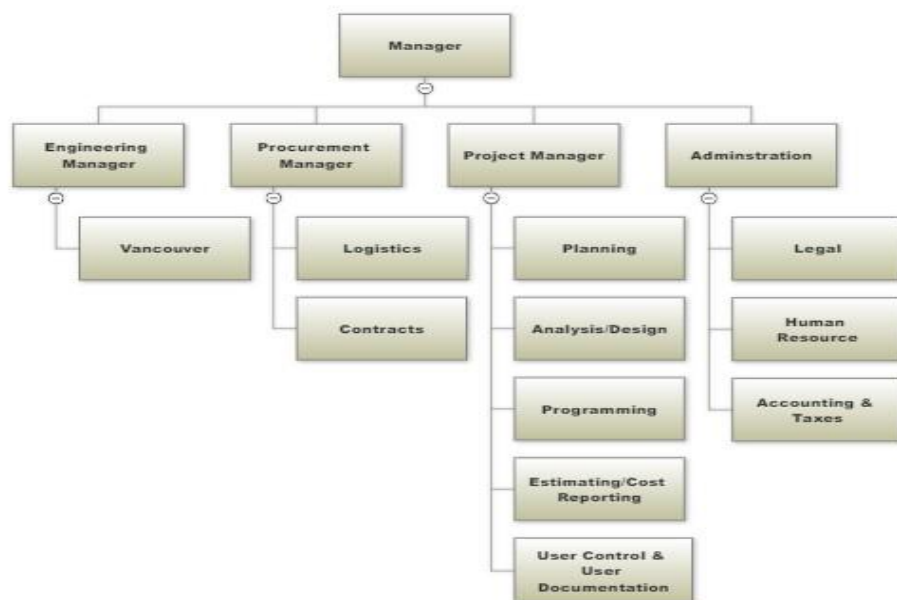 Manager
Engineering
Manager
Procurement
Manager
Project Manager
Adminstration
Vancouver
Logistics
Planning
Legal
Contracts
Analysis/Design
Human
Resource
Programming
Accounting &
Taxes
Estimating/Cost
Reporting
User Control &
User
Documentation